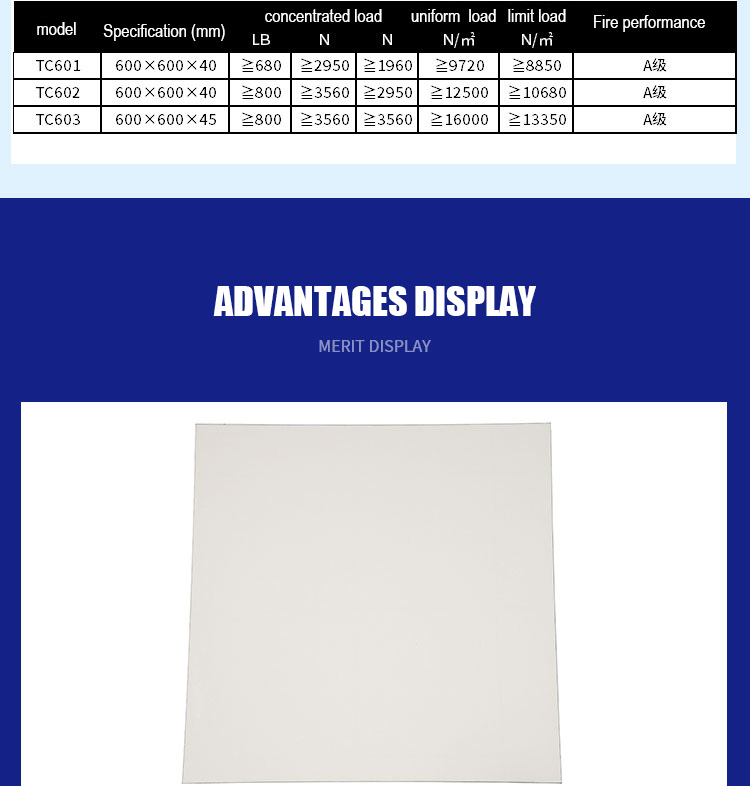 model Specification (mm) concentrated load uniform load limit load Fire performance
LB N N N/㎡ N/㎡
TC601 600×600×40 ≧680 ≧2950 ≧1960 ≧9720 ≧8850 A级
TC602 600×600×40 ≧800 ≧3560 ≧2950 ≧12500 ≧10680 A级
TC603 600×600×45 ≧800 ≧3560 ≧3560 ≧16000 ≧13350 A级
ADVANTAGES DISPLAY
MERIT DISPLAY